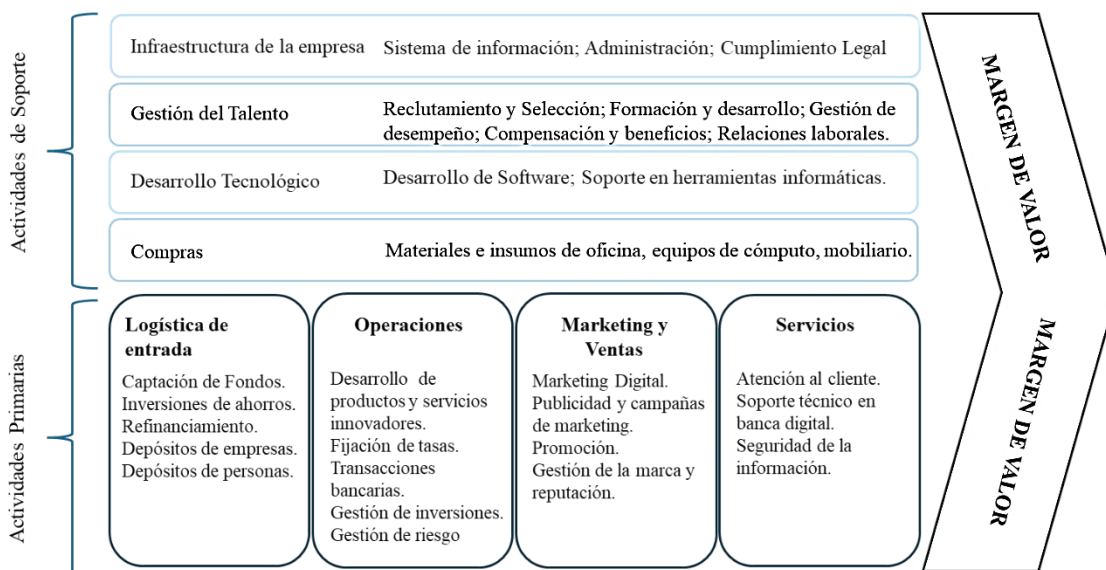 Actividades de Soporte
Infraestructura de la empresa
Sistema de información; Administración; Cumplimiento Legal
Gestión del Talento
Reclutamiento y Selección; Formación y desarrollo; Gestión de
desempeño; Compensación y beneficios; Relaciones laborales.
Desarrollo Tecnológico
Desarrollo de Software; Soporte en herramientas informáticas.
Compras
Materiales e insumos de oficina, equipos de cómputo, mobiliario.
MARGEN DE VALOR
MARGEN DE VALOR
Actividades Primarias
Logística de
entrada
Captación de Fondos.
Inversiones de ahorros.
Refinanciamiento.
Depósitos de empresas.
Depósitos de personas.
Operaciones
Desarrollo de
productos y servicios
innovadores.
Fijación de tasas.
Transacciones
bancarias.
Gestión de inversiones.
Gestión de riesgo
Marketing y
Ventas
Marketing Digital.
Publicidad y campañas
de marketing.
Promoción.
Gestión de la marca y
reputación.
Servicios
Atención al cliente.
Soporte técnico en
banca digital.
Seguridad de la
información.